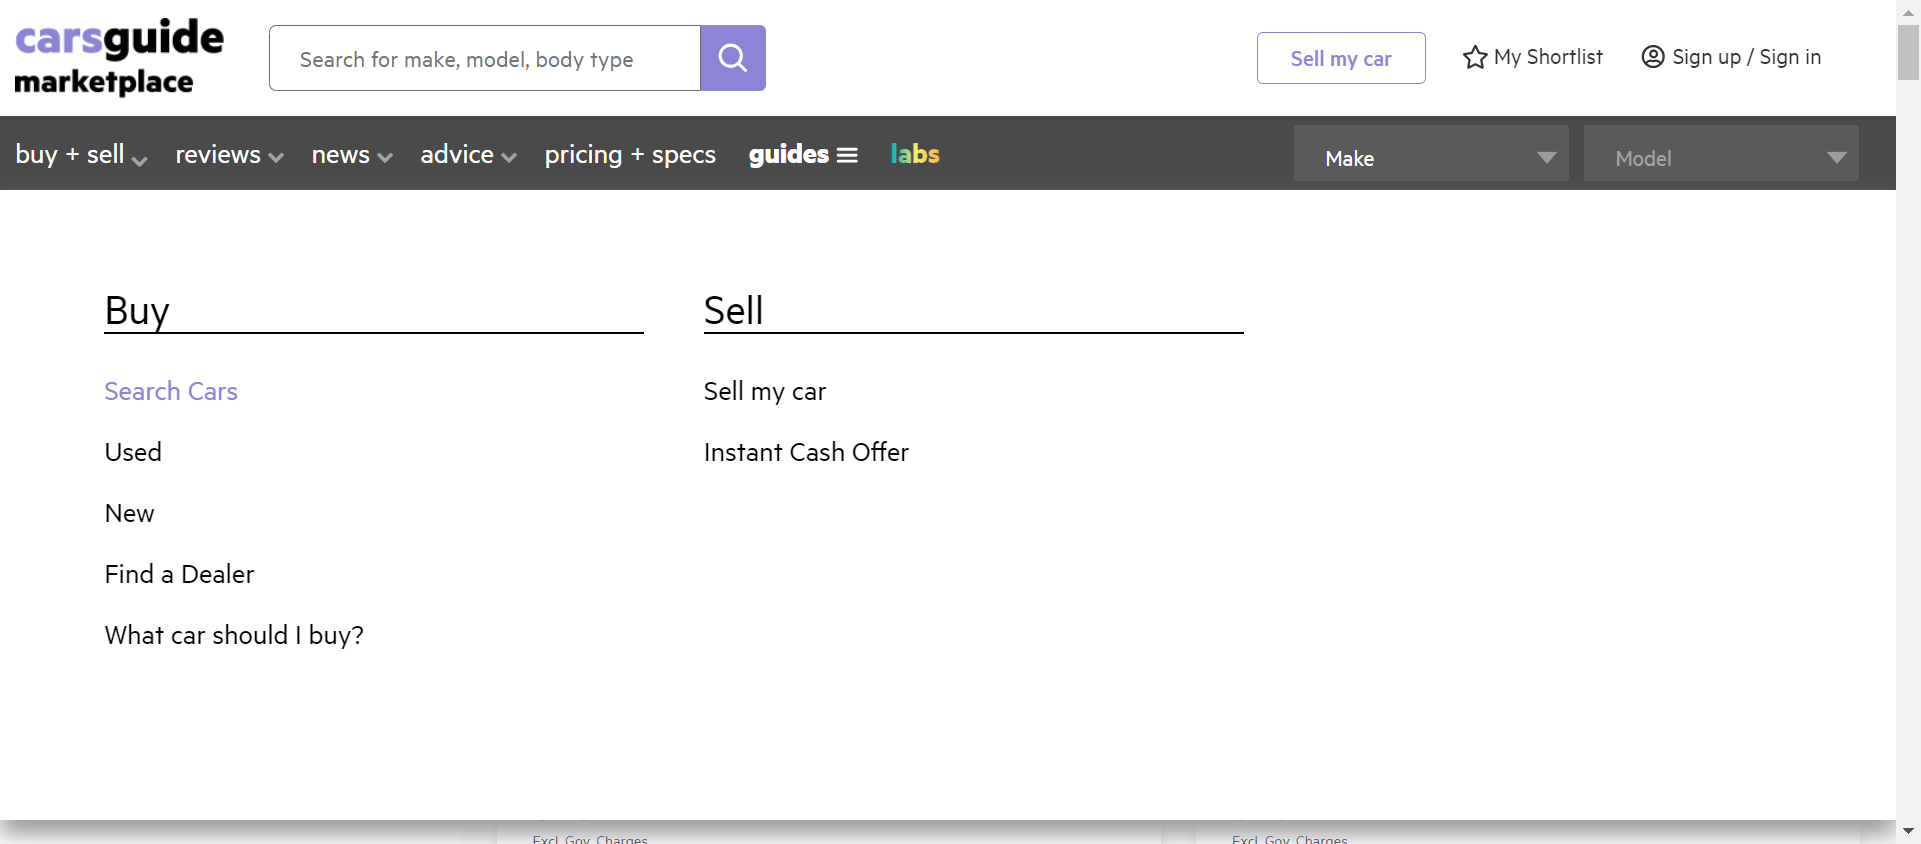 carsguide
marketplace
Search for make, model, body type
Sell my car
My Shortlist
Sign up / Sign in
buy + sell
reviews
news
advice
pricing + specs
guides
labs
Make
Model
Buy
Search Cars
Used
New
Find a Dealer
What car should I buy?
Sell
Sell my car
Instant Cash Offer
Excl. Gov. Charges
Excl. Gov. Charges